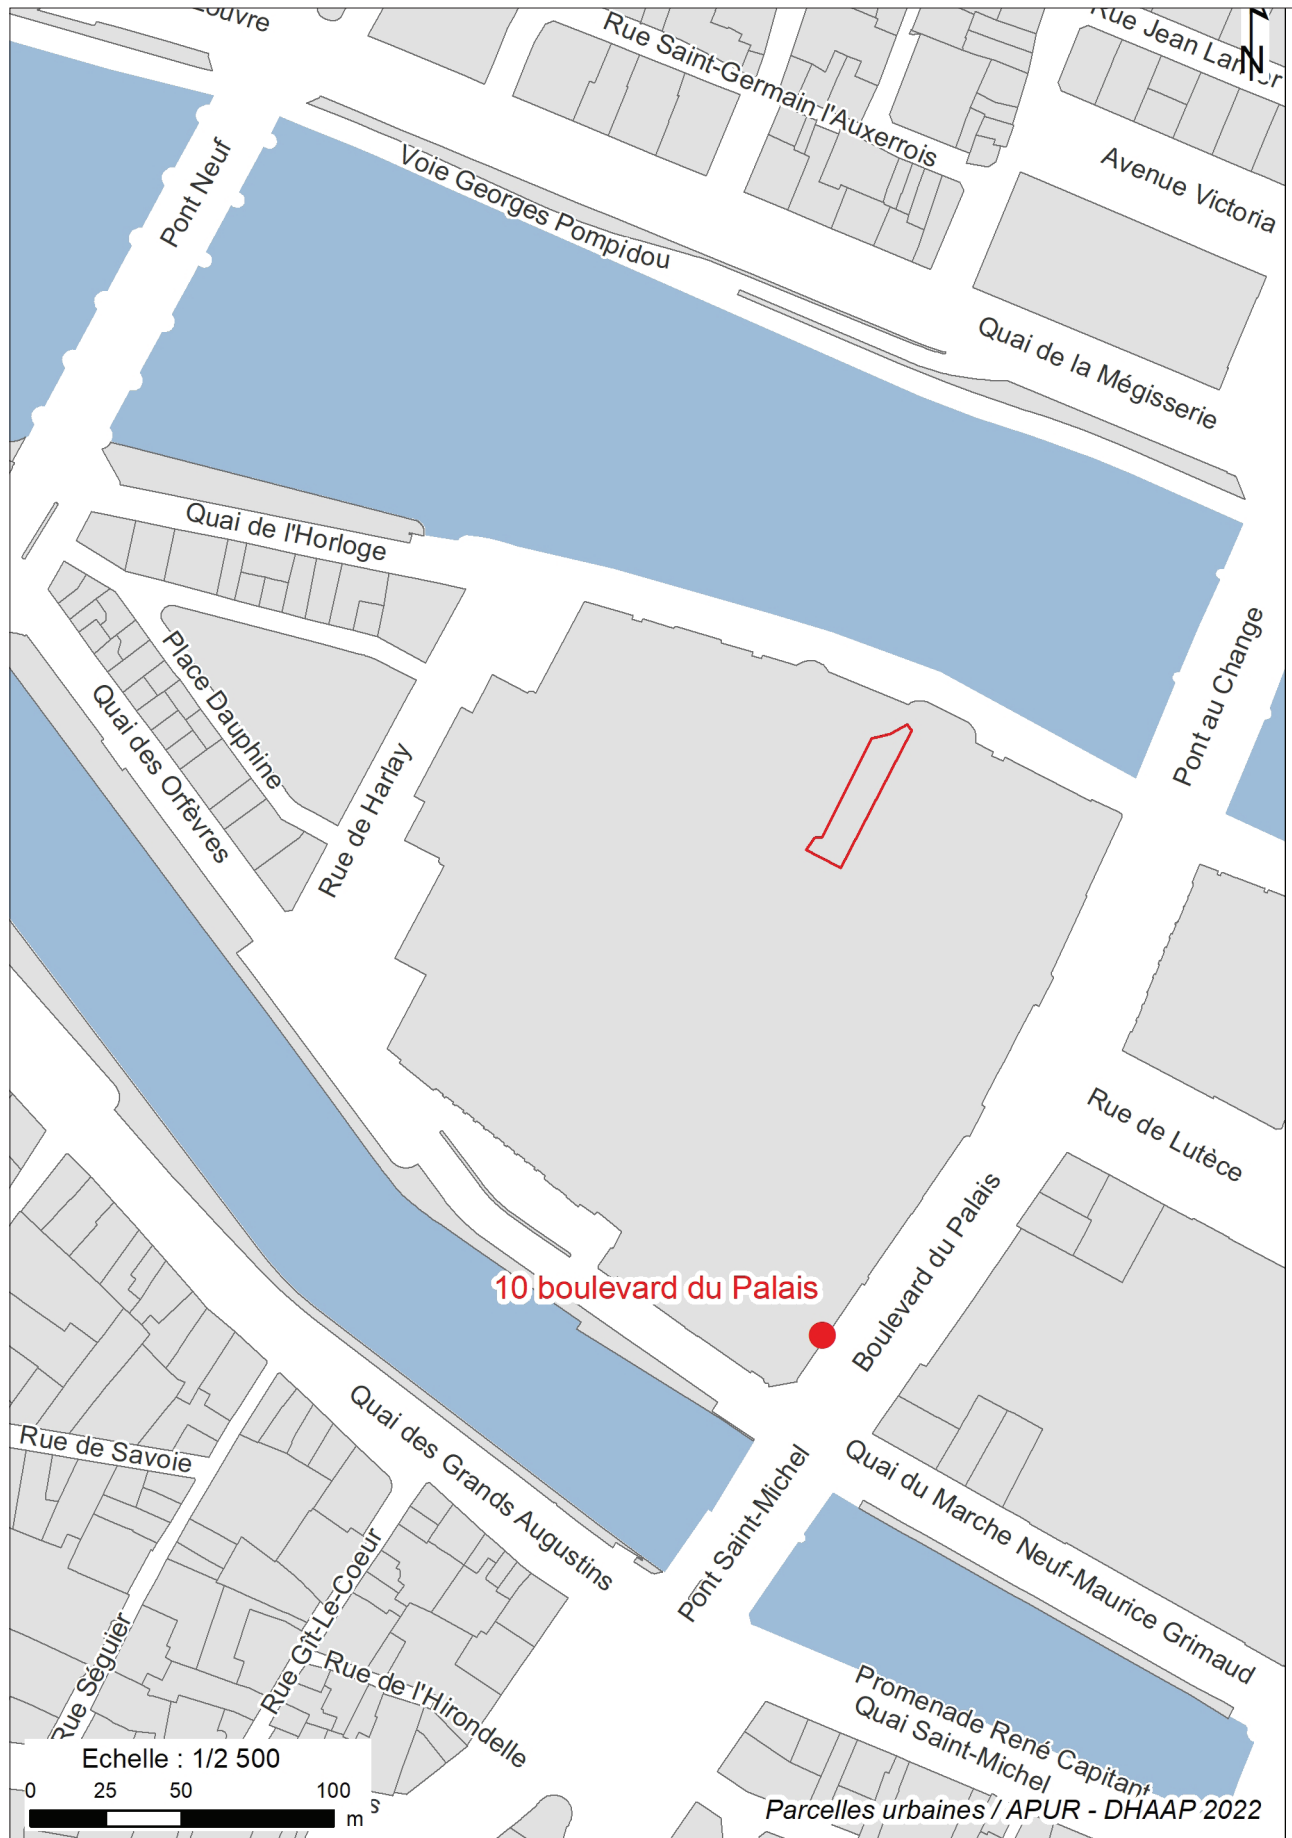 Rue Saint-Germain l'Auxerrois
N
Avenue Victoria
Pont Neuf
Voie Georges Pompidou
Quai de la Mégisserie
Quai de l'Horloge
Pont au Change
Place Dauphine
Quai des Orfèvres
Rue de Harlay
Rue de Lutèce
Boulevard du Palais
10 boulevard du Palais
Quai des Grands Augustins
Rue de Savoie
Pont Saint-Michel
Quai du Marche Neuf-Maurice Grimaud
Rue Gît-Le-Coeur
Rue Séguier
Rue de l'Hirondelle
Promenade René Capitant
Quai Saint-Michel
Echelle : 1/2 500
0 25 50 100
m
Parcelles urbaines / APUR - DHAAP 2022